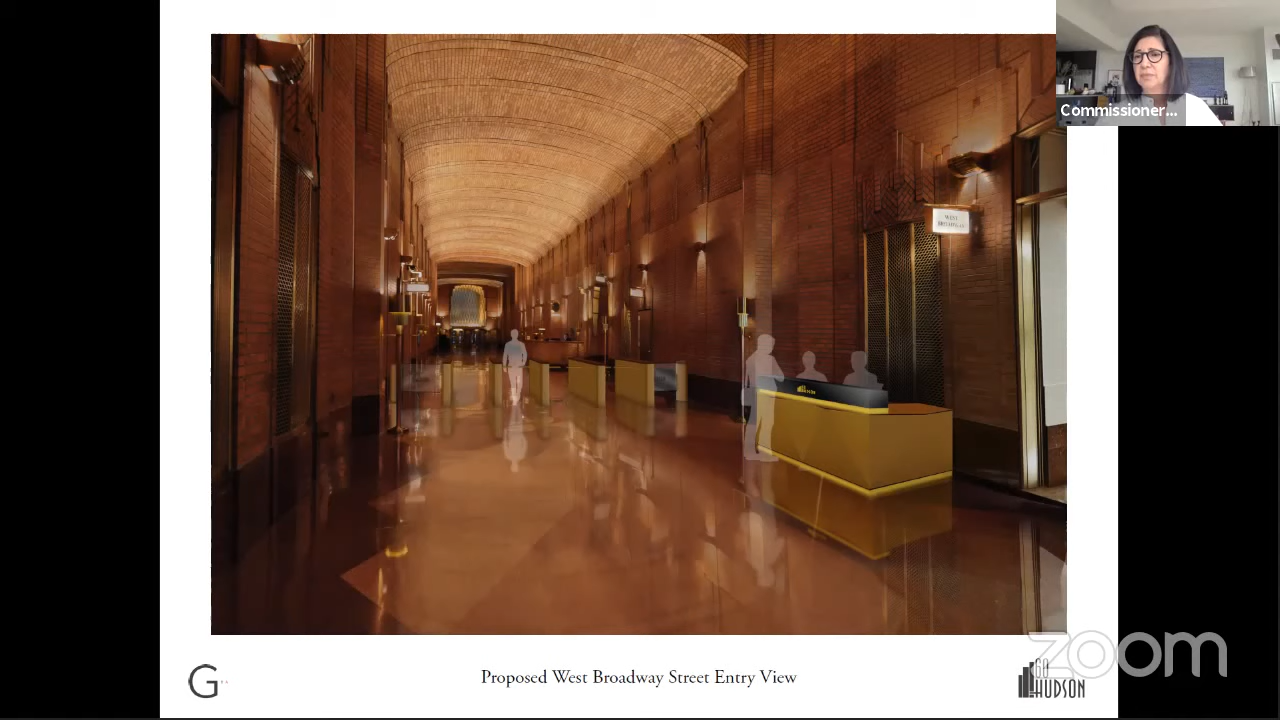 Commissioner...
WEST
BROADWAY
Proposed West Broadway Street Entry View
G
60
HUDSON
zoom